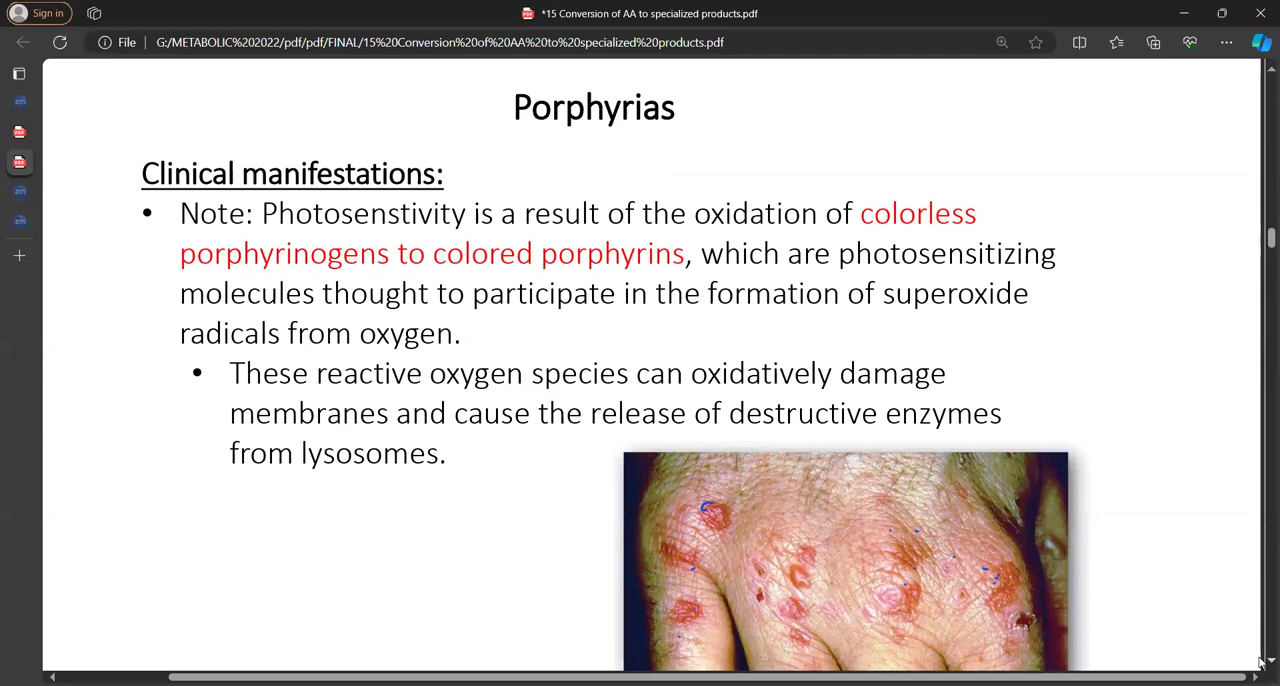 Sign in
*15 Conversion of AA to specialized products.pdf
File
G:/METABOLIC%202022/pdf/pdf/FINAL/15%20Conversion%20of%20AA%20to%20specialized%20products.pdf
Porphyrias
Clinical manifestations:
• Note: Photosenstivity is a result of the oxidation of colorless
porphyrinogens to colored porphyrins, which are photosensitizing
molecules thought to participate in the formation of superoxide
radicals from oxygen.
• These reactive oxygen species can oxidatively damage
membranes and cause the release of destructive enzymes
from lysosomes.